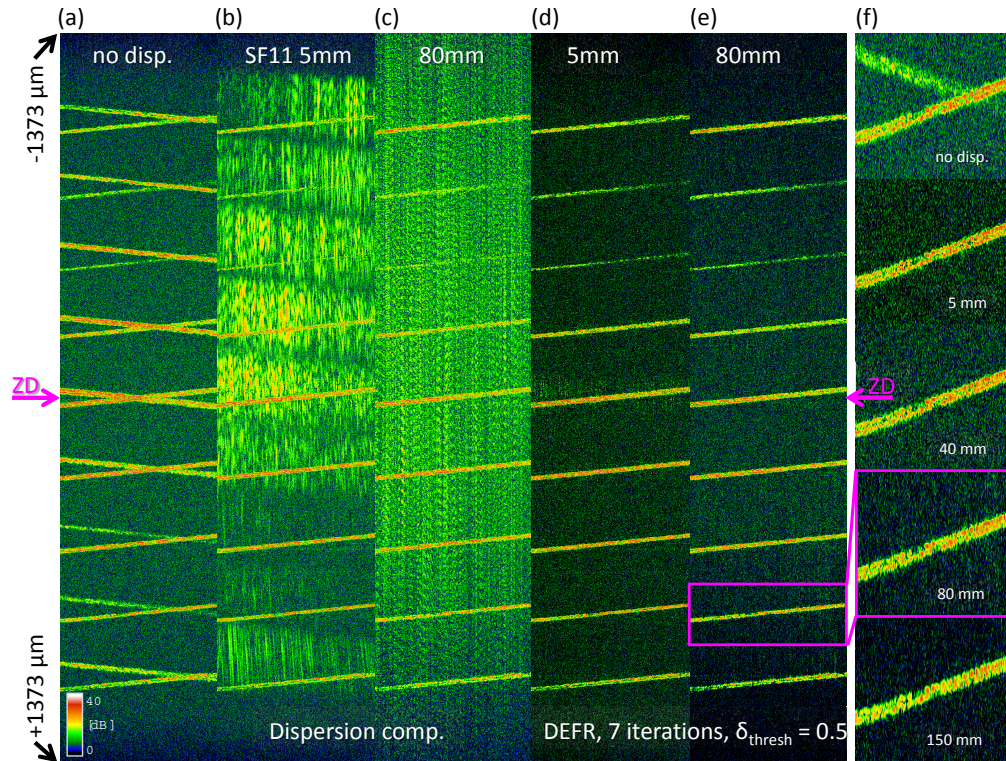 (a) (b) (c) (d) (e) (f)
no disp. SF11 5mm 80mm 5mm 80mm
-1373 µm
no disp.
5 mm
ZD ZD
40 mm
80 mm
+1373 µm
40
[dB]
0
Dispersion comp. DEFR, 7 iterations, δthresh = 0.5
150 mm